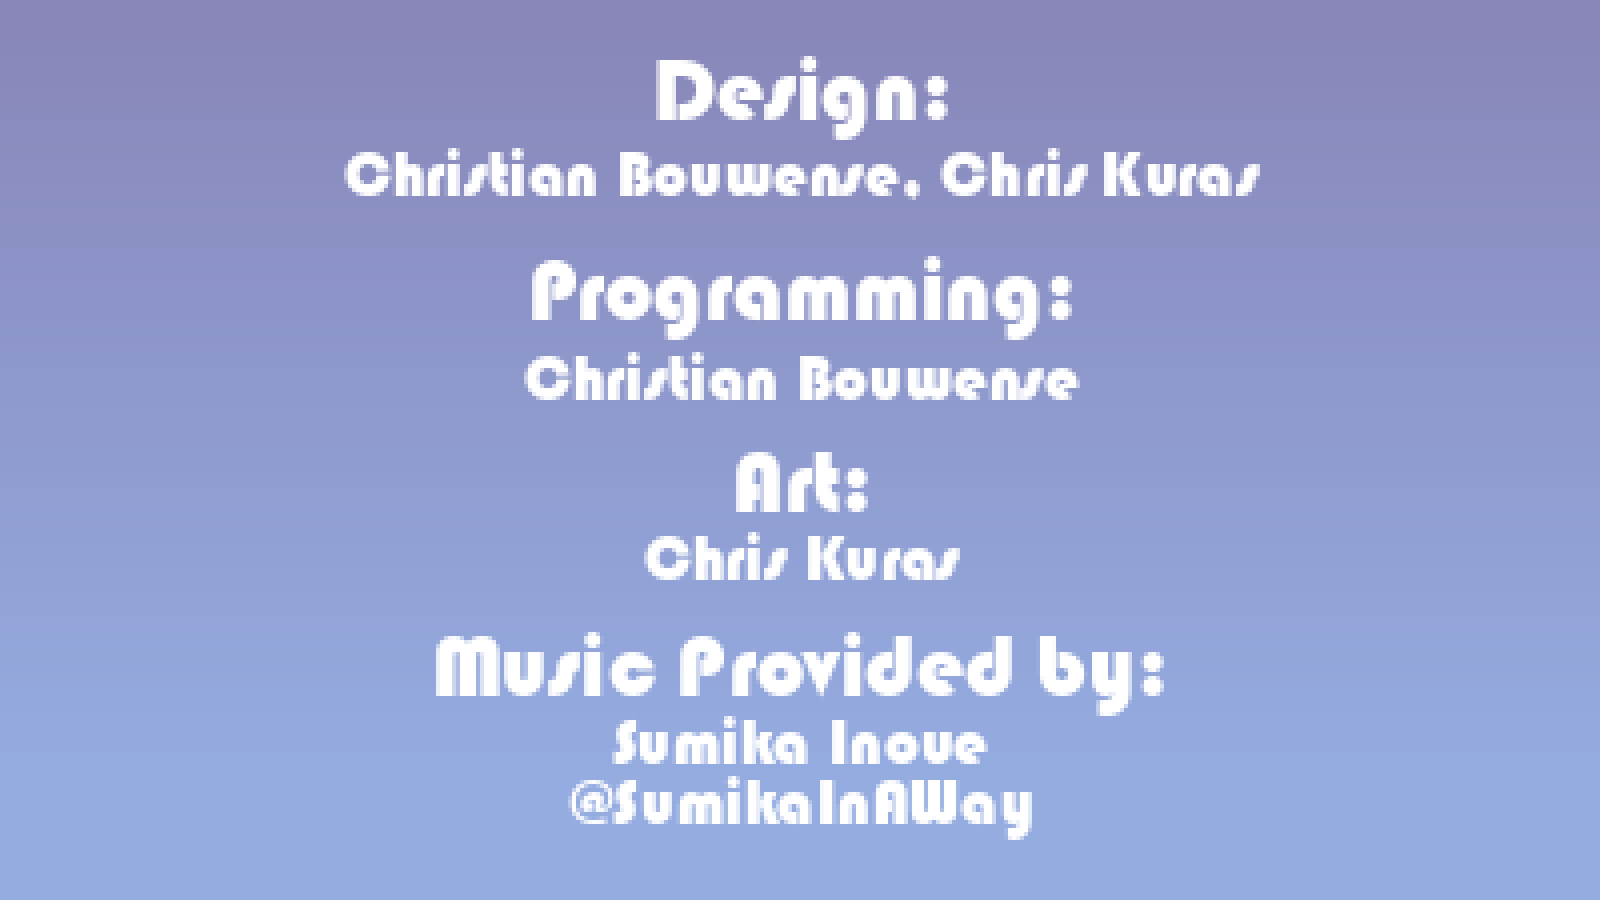 Design:
Christian Bouwense, Chris Kuras
Programming:
Christian Bouwense
Art:
Chris Kuras
Music Provided by:
Sumika Inoue
@SumikaInAWay